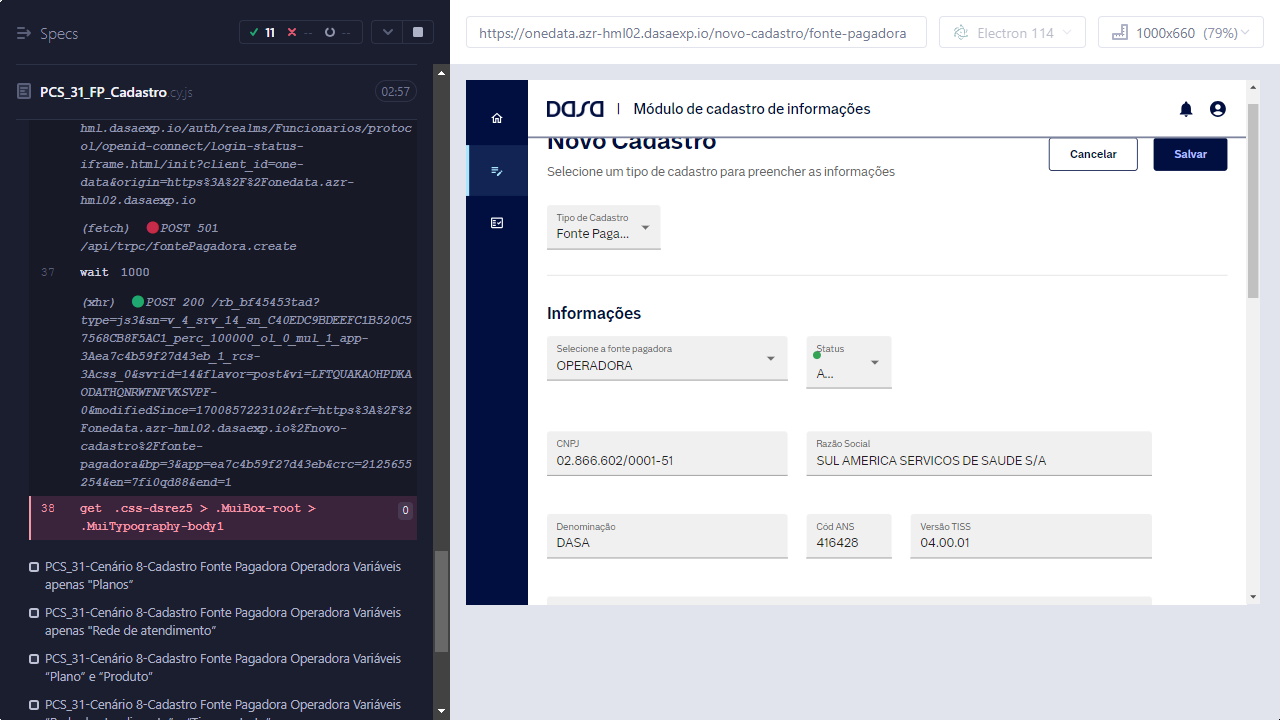 Specs
11
--
--
PCS_31_FP_Cadastro.cy.js
02:57
hml.dasaexp.io/auth/realms/Funcionarios/protoc
ol/openid-connect/login-status-
iframe.html/init?client_id=one-
data&origin=https%3A%2F%2Fonedata.azr-
hml02.dasaexp.io
(fetch) POST 501
/api/trpc/fontePagadora.create
37 wait 1000
(xhr) POST 200 /rb_bf45453tad?
type=js3&sn=v_4_srv_14_sn_C40EDC9BDEEFC1B520C5
7568CB8F5AC1_perc_100000_ol_0_mul_1_app-
3Aea7c4b59f27d43eb_1_rcs-
3Acss_0&svrid=14&flavor=post&vi=LFTQUAKAOHPDKA
ODATHQNRWFNFVKSVPF-
0&modifiedSince=1700857223102&rf=https%3A%2F%2
Fonedata.azr-hml02.dasaexp.io%2Fnovo-
cadastro%2Ffonte-
pagadora&bp=3&app=ea7c4b59f27d43eb&crc=2125655
254&en=7fi0qd88&end=1
38 get .css-dsrez5 > .MuiBox-root > 0
.MuiTypography-body1
PCS_31-Cenário 8-Cadastro Fonte Pagadora Operadora Variáveis
apenas "Planos”
PCS_31-Cenário 8-Cadastro Fonte Pagadora Operadora Variáveis
apenas "Rede de atendimento”
PCS_31-Cenário 8-Cadastro Fonte Pagadora Operadora Variáveis
“Plano” e “Produto”
PCS_31-Cenário 8-Cadastro Fonte Pagadora Operadora Variáveis
https://onedata.azr-hml02.dasaexp.io/novo-cadastro/fonte-pagadora
Electron 114
1000x660 (79%)
DASA | Módulo de cadastro de informações
Novo Cadastro
Selecione um tipo de cadastro para preencher as informações
Cancelar
Salvar
Tipo de Cadastro
Fonte Paga...
Informações
Selecione a fonte pagadora
OPERADORA
Status
A...
CNPJ
02.866.602/0001-51
Razão Social
SUL AMERICA SERVICOS DE SAUDE S/A
Denominação
DASA
Cód ANS
416428
Versão TISS
04.00.01